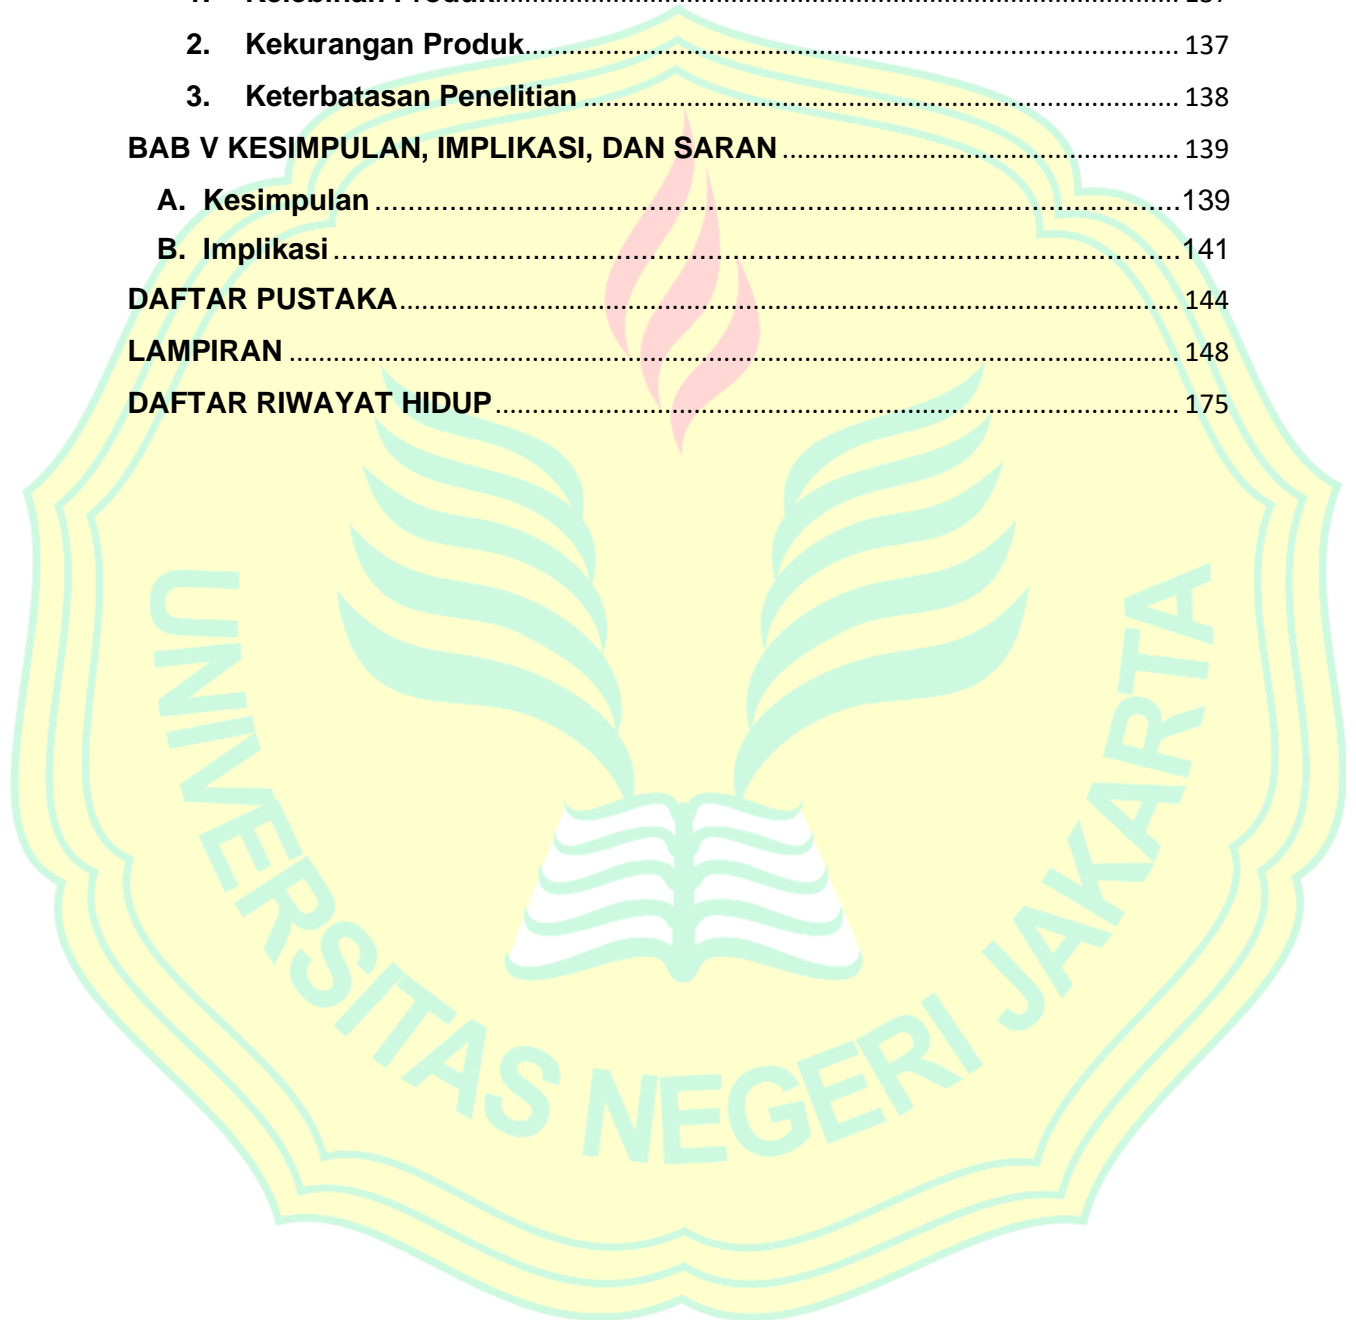 2. Kekurangan Produk........................................................................ 137
3. Keterbatasan Penelitian ................................................................. 138
BAB V KESIMPULAN, IMPLIKASI, DAN SARAN ........................................... 139
A. Kesimpulan ................................................................................139
B. Implikasi ....................................................................................141
DAFTAR PUSTAKA..................................................................................... 144
LAMPIRAN ................................................................................................. 148
DAFTAR RIWAYAT HIDUP.......................................................................... 175
UNIVERSITAS NEGERI JAKARTA